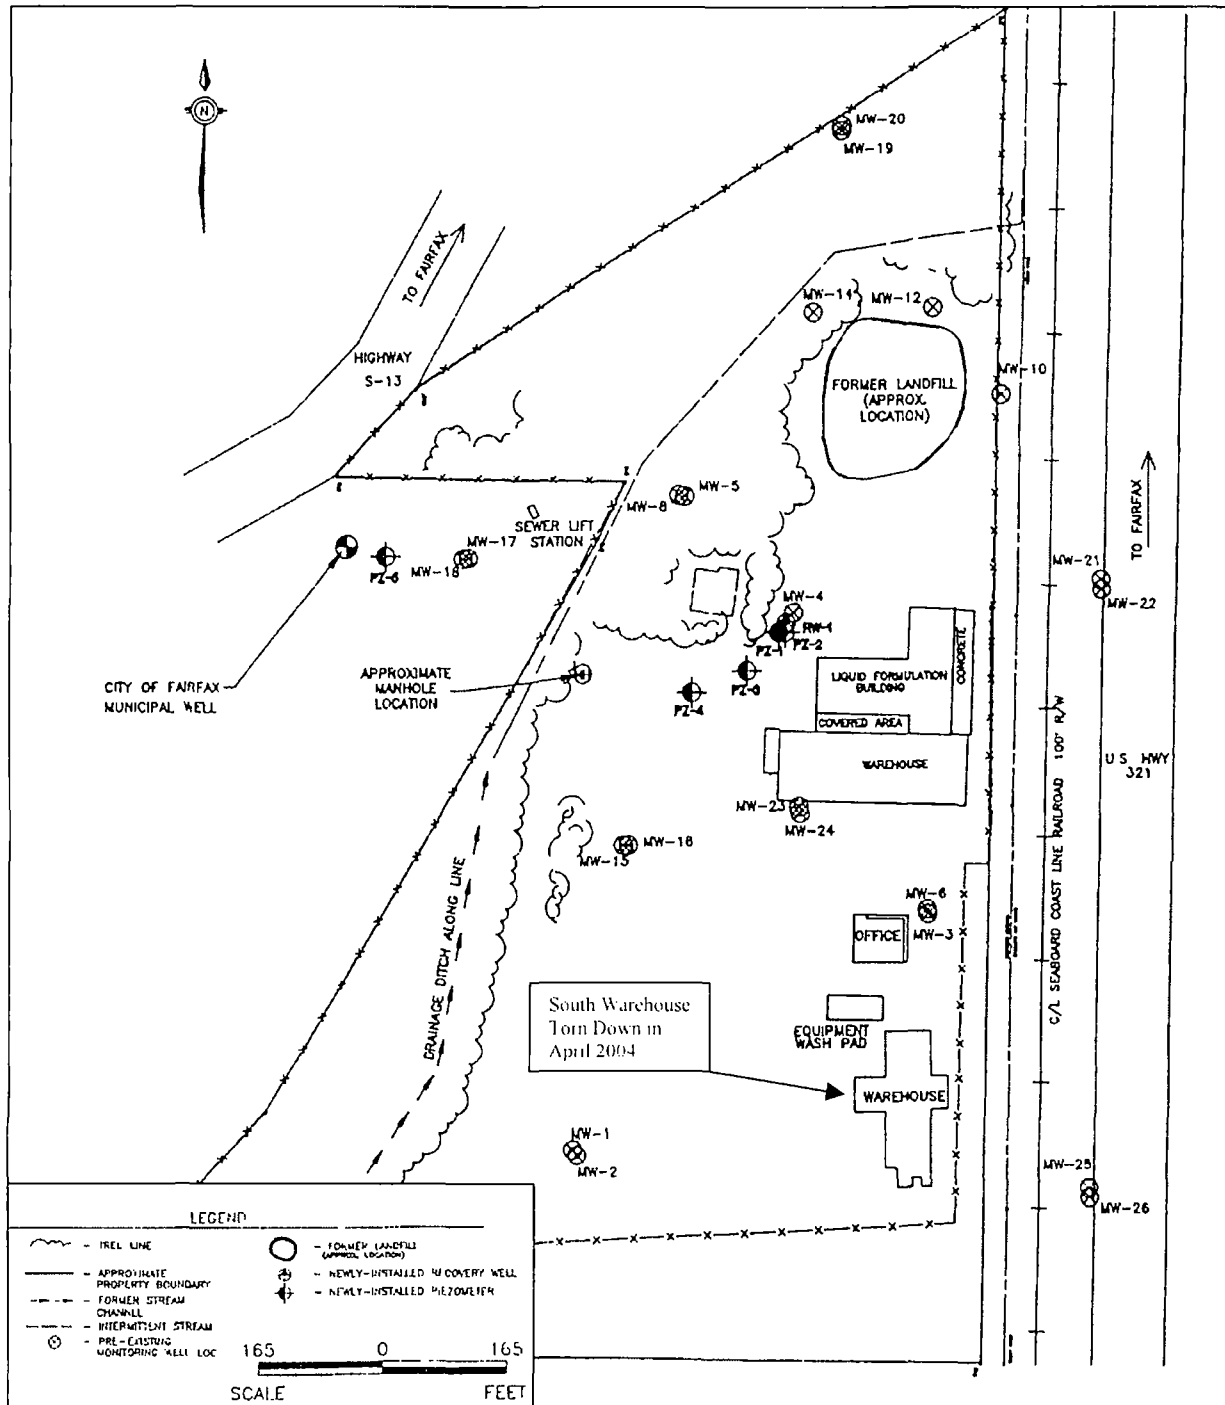 N
MW-20
MW-19
TO FAIRFAX
HIGHWAY
S-13
MW-14
MW-12
MW-10
FORMER LANDFILL
(APPROX.
LOCATION)
MW-5
MW-8
SEWER LIFT
STATION
MW-17
MW-18
PZ-6
TO FAIRFAX
MW-21
MW-22
MW-4
RW-1
PZ-1
PZ-2
PZ-3
PZ-4
CITY OF FAIRFAX
MUNICIPAL WELL
APPROXIMATE
MANHOLE
LOCATION
LIQUID FORMULATION
BUILDING
CONCRETE
COVERED AREA
WAREHOUSE
U.S. HWY
321
C/L SEABOARD COAST LINE RAILROAD 100' R/W
MW-23
MW-24
MW-16
MW-15
MW-6
MW-3
OFFICE
DRAINAGE DITCH ALONG LINE
South Warehouse
Torn Down in
April 2004
EQUIPMENT
WASH PAD
WAREHOUSE
MW-1
MW-2
MW-25
MW-26
LEGEND
- TREE LINE
- APPROXIMATE
PROPERTY BOUNDARY
- FORMER STREAM
CHANNEL
- INTERMITTENT STREAM
- PRE-EXISTING
MONITORING WELL LOC
- FORMER LANDFILL
(APPROX. LOCATION)
- NEWLY-INSTALLED RECOVERY WELL
- NEWLY-INSTALLED PIEZOMETER
165 0 165
SCALE FEET